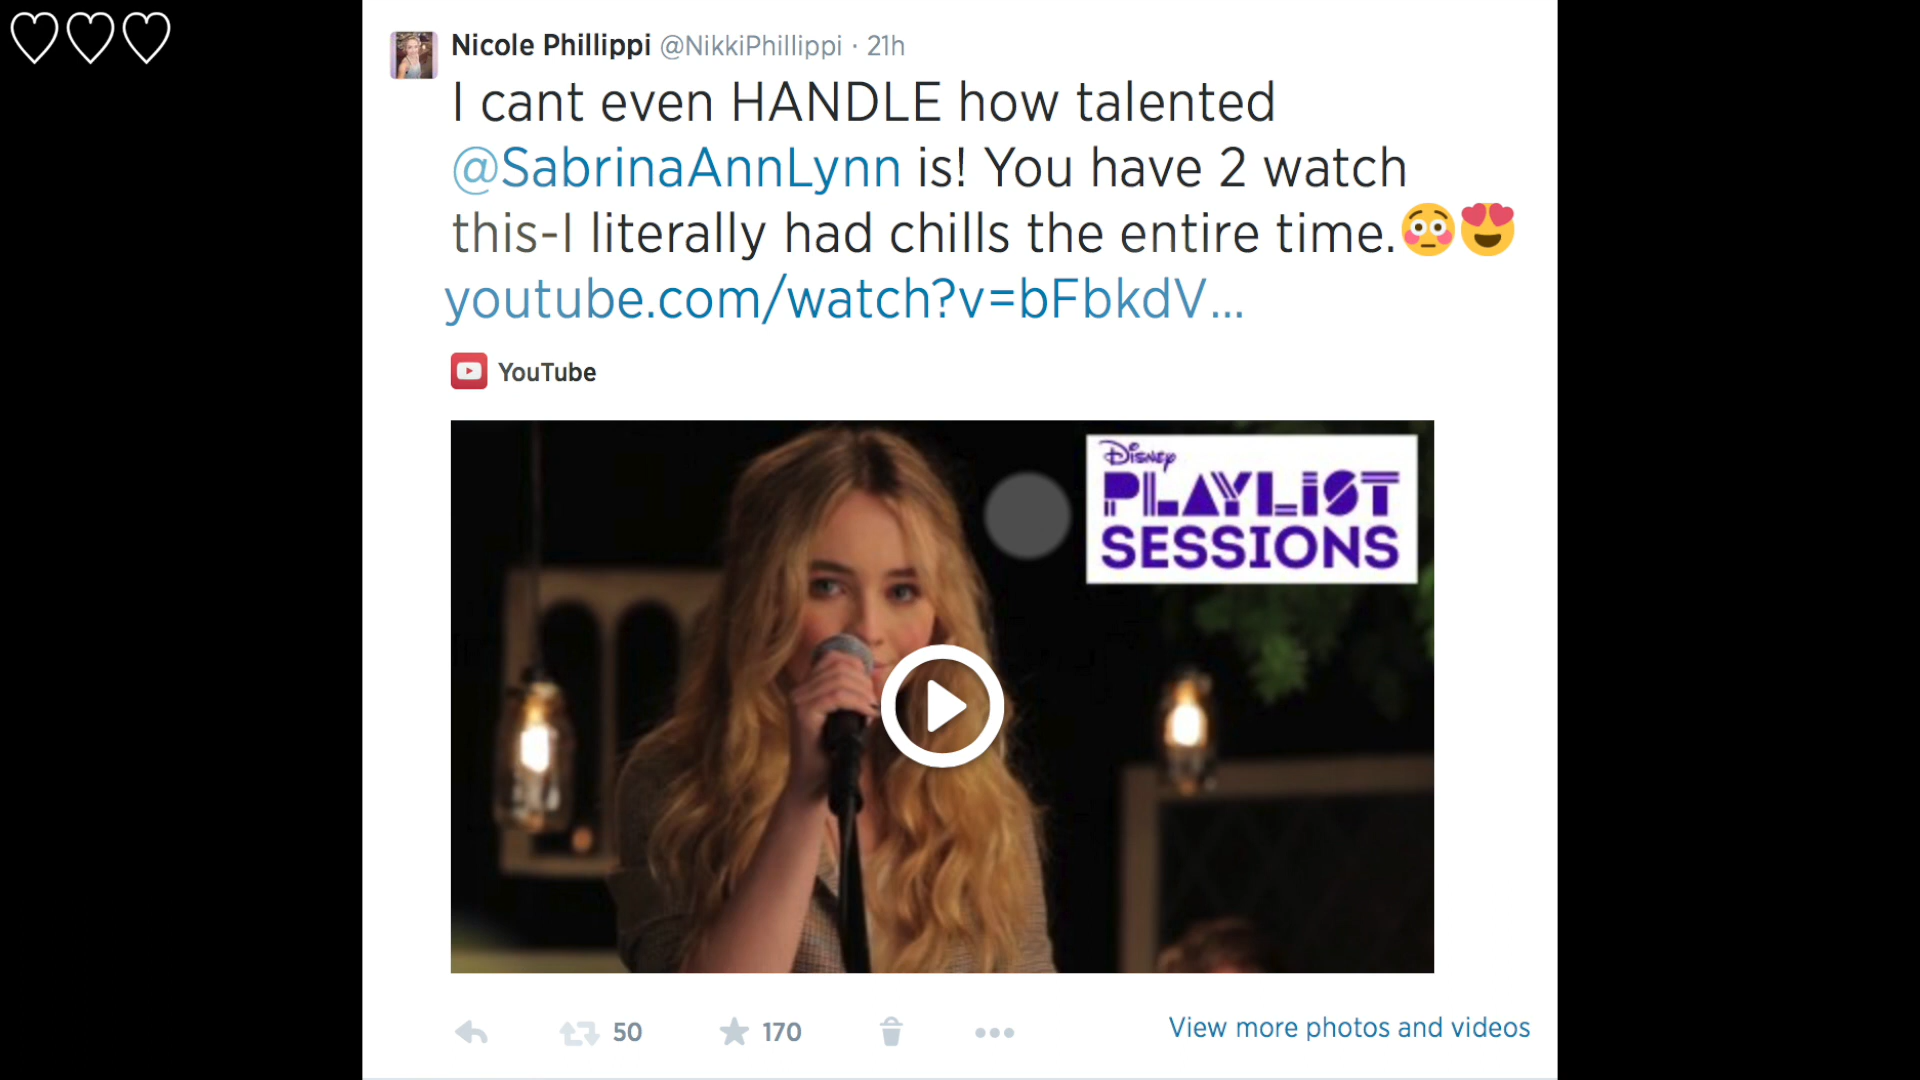 ♡♡♡
Nicole Phillippi @NikkiPhillippi · 21h
I cant even HANDLE how talented
@SabrinaAnnLynn is! You have 2 watch
this-I literally had chills the entire time.😳😍
youtube.com/watch?v=bFbkdV...
YouTube
Disney
PLAYLIST
SESSIONS
50
170
View more photos and videos